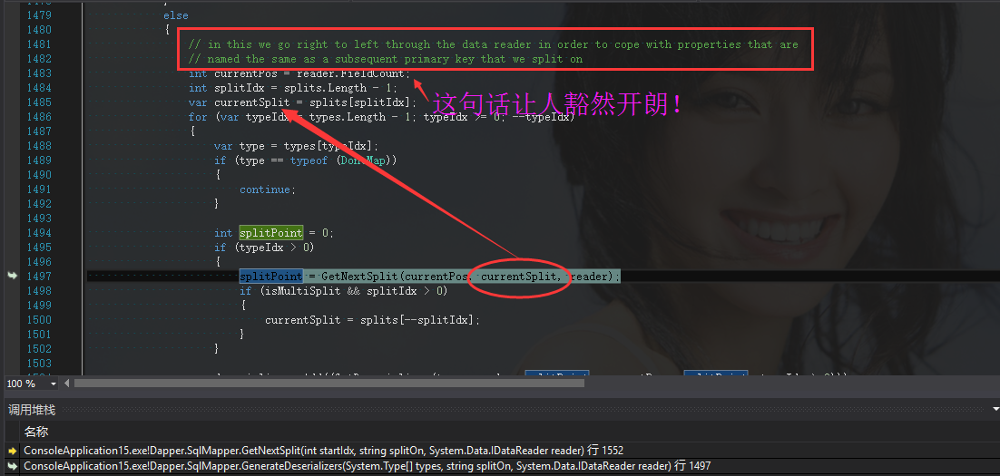 1479 else
1480 {
1481 // in this we go right to left through the data reader in order to cope with properties that are
1482 // named the same as a subsequent primary key that we split on
1483 int currentPos = reader.FieldCount;
1484 int splitIdx = splits.Length - 1;
这句话让人豁然开朗！
1485 var currentSplit = splits[splitIdx];
1486 for (var typeIdx = types.Length - 1; typeIdx >= 0; --typeIdx)
1487 {
1488 var type = types[typeIdx];
1489 if (type == typeof (DontMap))
1490 {
1491 continue;
1492 }
1493
1494 int splitPoint = 0;
1495 if (typeIdx > 0)
1496 {
1497 splitPoint = GetNextSplit(currentPos, currentSplit, reader);
1498 if (isMultiSplit && splitIdx > 0)
1499 {
1500 currentSplit = splits[--splitIdx];
1501 }
1502 }
1503
100 %
调用堆栈
名称
ConsoleApplication15.exe!Dapper.SqlMapper.GetNextSplit(int startIdx, string splitOn, System.Data.IDataReader reader) 行 1552
ConsoleApplication15.exe!Dapper.SqlMapper.GenerateDeserializers(System.Type[] types, string splitOn, System.Data.IDataReader reader) 行 1497